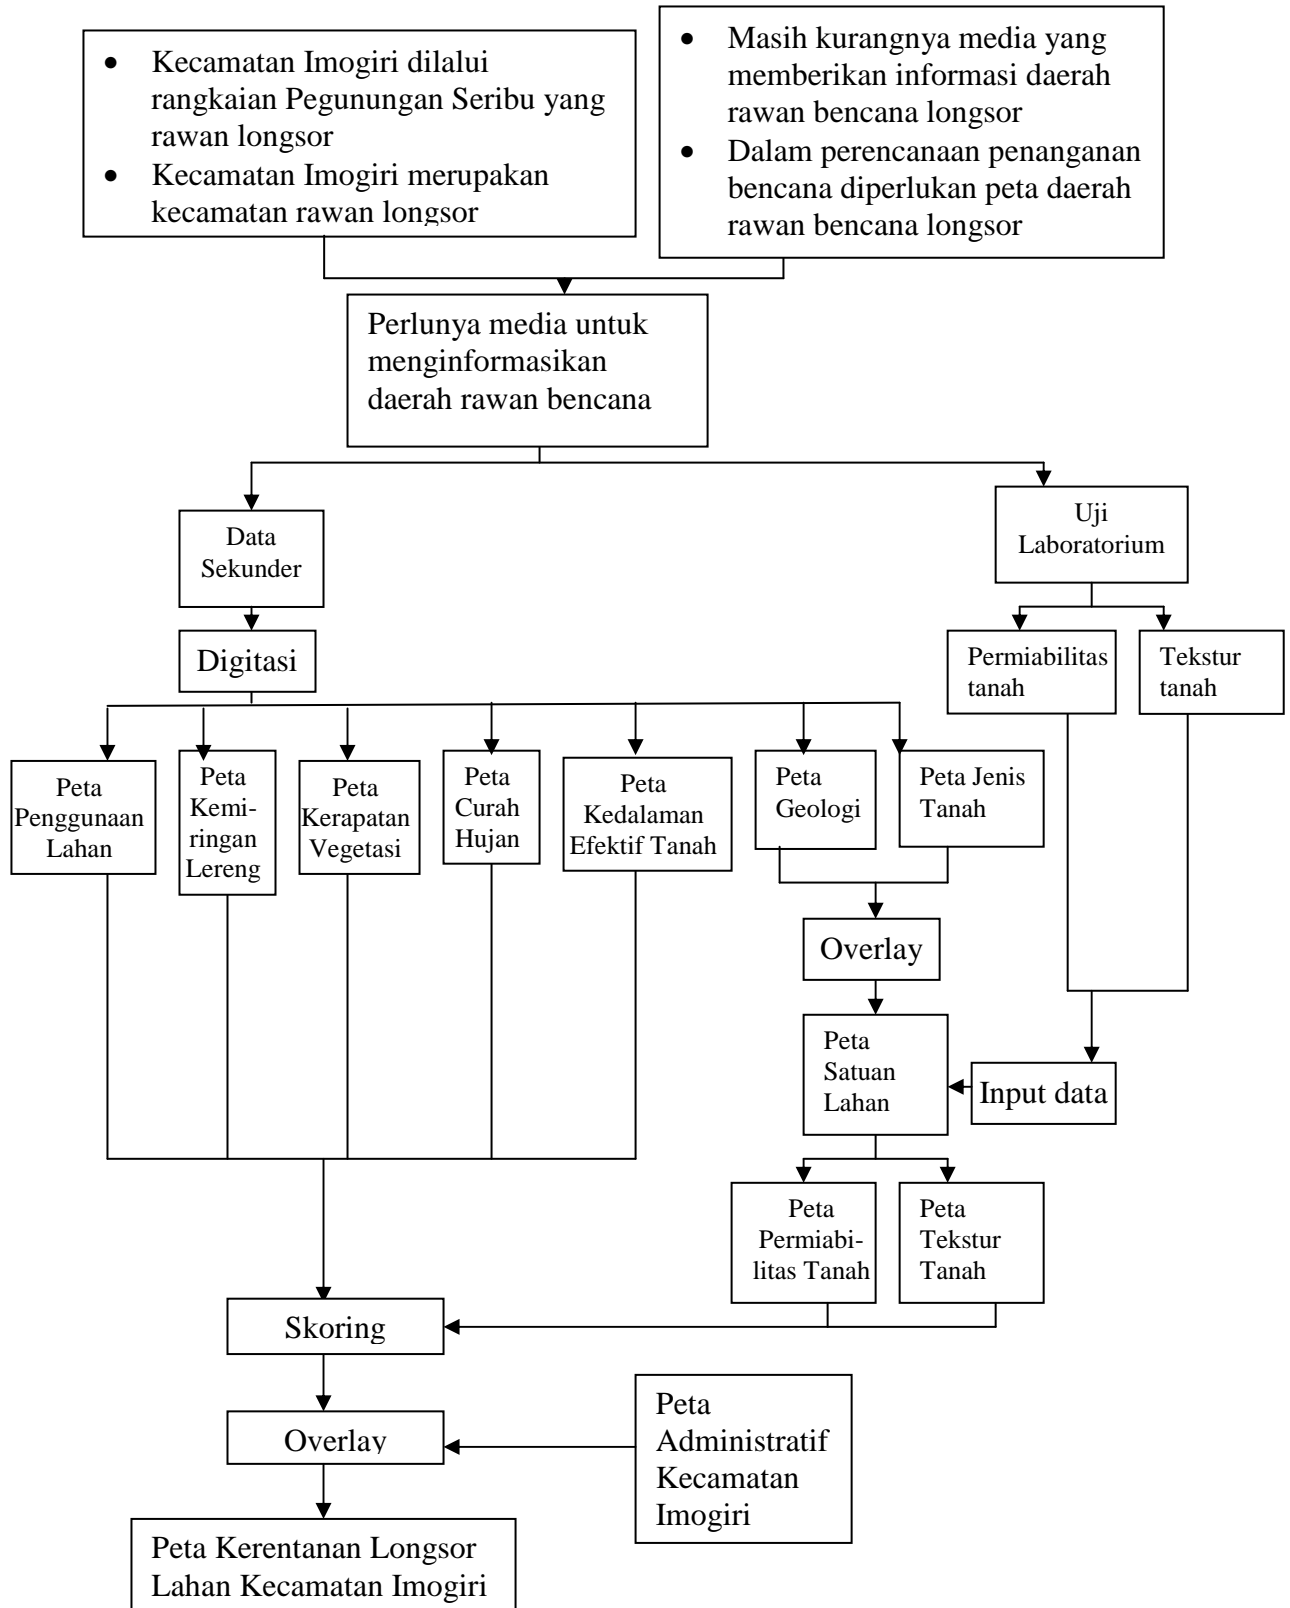 • Kecamatan Imogiri dilalui
rangkaian Pegunungan Seribu yang
rawan longsor
• Kecamatan Imogiri merupakan
kecamatan rawan longsor
• Masih kurangnya media yang
memberikan informasi daerah
rawan bencana longsor
• Dalam perencanaan penanganan
bencana diperlukan peta daerah
rawan bencana longsor
Perlunya media untuk
menginformasikan
daerah rawan bencana
Data
Sekunder
Uji
Laboratorium
Digitasi
Permiabilitas
tanah
Tekstur
tanah
Peta
Penggunaan
Lahan
Peta
Kemi-
ringan
Lereng
Peta
Kerapatan
Vegetasi
Peta
Curah
Hujan
Peta
Kedalaman
Efektif Tanah
Peta
Geologi
Peta Jenis
Tanah
Overlay
Peta
Satuan
Lahan
Input data
Peta
Permiabi-
litas Tanah
Peta
Tekstur
Tanah
Skoring
Overlay
Peta
Administratif
Kecamatan
Imogiri
Peta Kerentanan Longsor
Lahan Kecamatan Imogiri